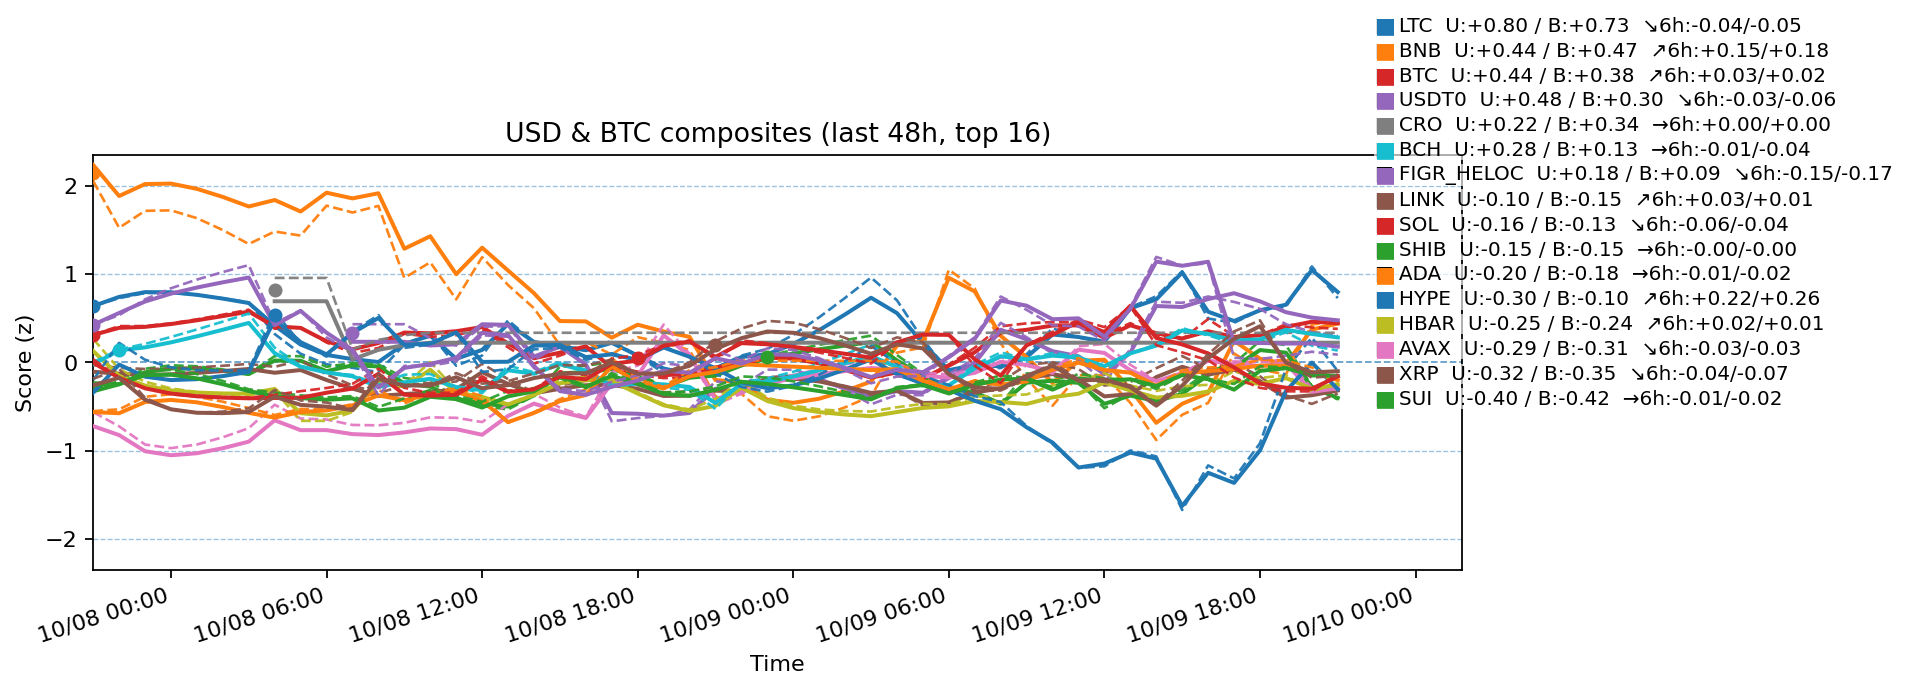 LTC  U:+0.80 / B:+0.73  ↘6h:-0.04/-0.05
BNB  U:+0.44 / B:+0.47  ↗6h:+0.15/+0.18
BTC  U:+0.44 / B:+0.38  ↗6h:+0.03/+0.02
USDT0  U:+0.48 / B:+0.30  ↘6h:-0.03/-0.06
CRO  U:+0.22 / B:+0.34  →6h:+0.00/+0.00
BCH  U:+0.28 / B:+0.13  →6h:-0.01/-0.04
FIGR_HELOC  U:+0.18 / B:+0.09  ↘6h:-0.15/-0.17
LINK  U:-0.10 / B:-0.15  ↗6h:+0.03/+0.01
SOL  U:-0.16 / B:-0.13  ↘6h:-0.06/-0.04
SHIB  U:-0.15 / B:-0.15  →6h:-0.00/-0.00
ADA  U:-0.20 / B:-0.18  →6h:-0.01/-0.02
HYPE  U:-0.30 / B:-0.10  ↗6h:+0.22/+0.26
HBAR  U:-0.25 / B:-0.24  ↗6h:+0.02/+0.01
AVAX  U:-0.29 / B:-0.31  ↘6h:-0.03/-0.03
XRP  U:-0.32 / B:-0.35  ↘6h:-0.04/-0.07
SUI  U:-0.40 / B:-0.42  →6h:-0.01/-0.02
USD & BTC composites (last 48h, top 16)
Score (z)
2
1
0
−1
−2
10/08 00:00
10/08 06:00
10/08 12:00
10/08 18:00
10/09 00:00
10/09 06:00
10/09 12:00
10/09 18:00
10/10 00:00
Time